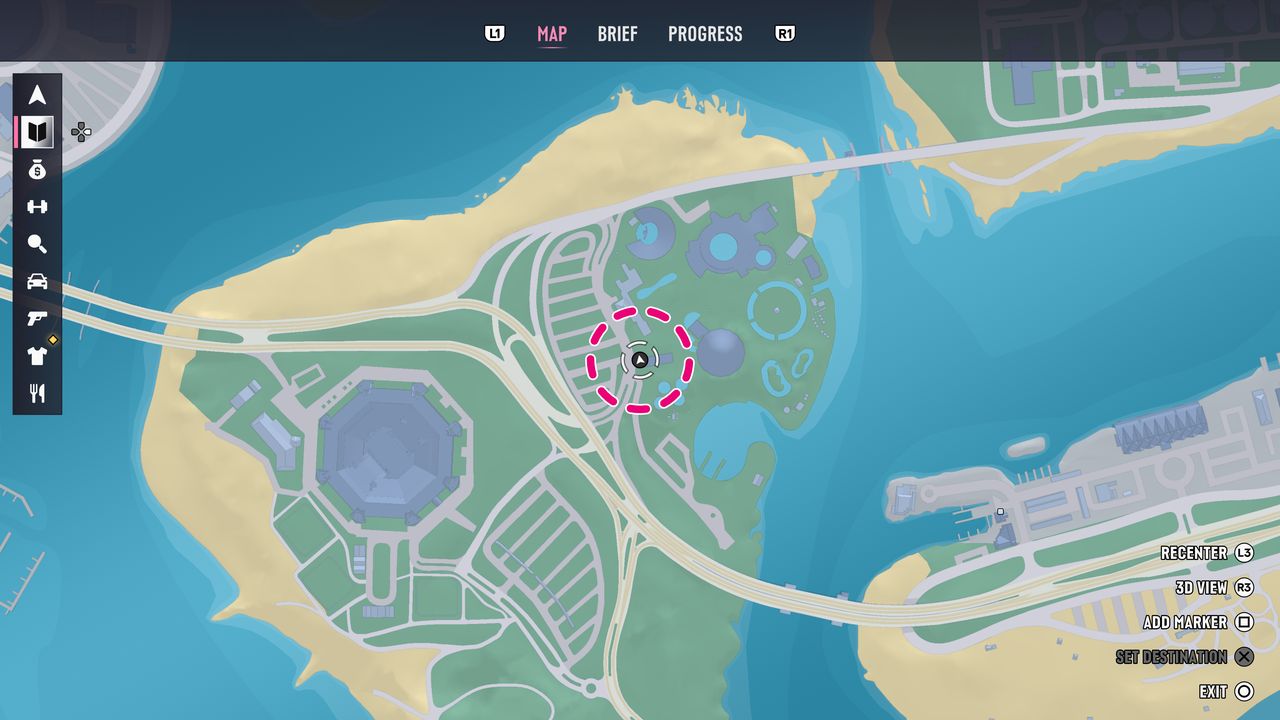 L1 MAP BRIEF PROGRESS R1
$
RECENTER L3
3D VIEW R3
ADD MARKER
SET DESTINATION
EXIT